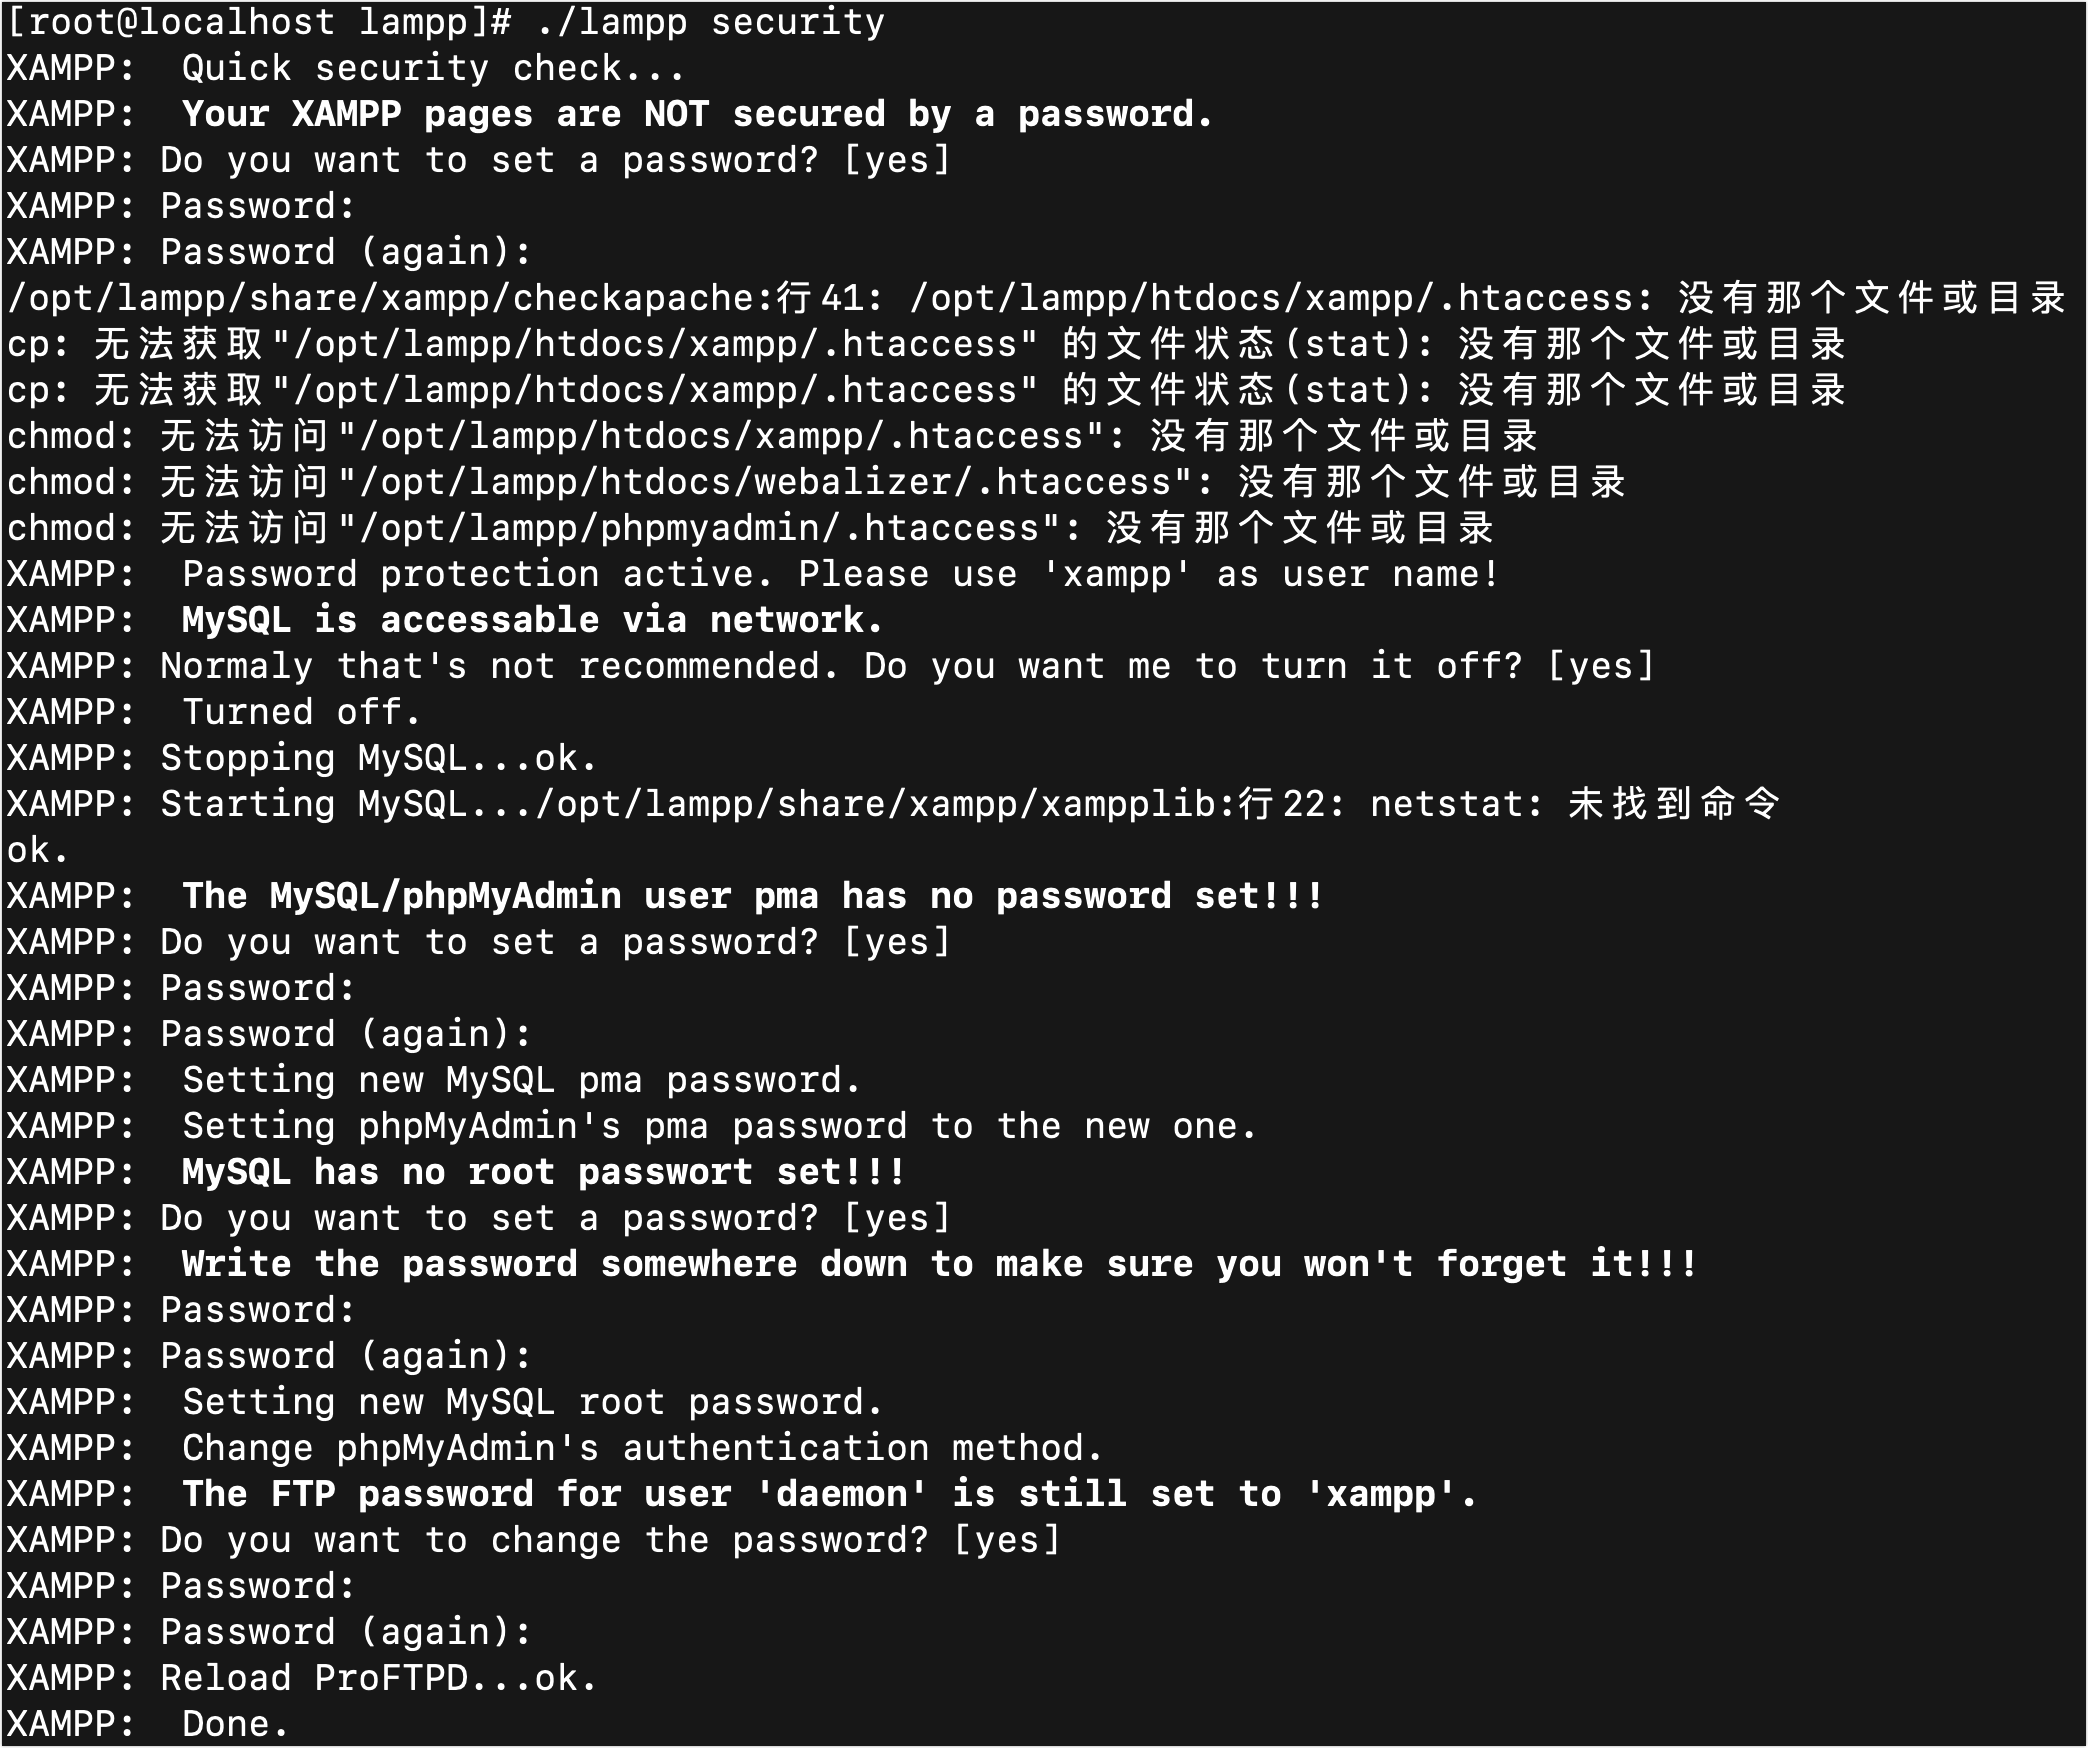 [root@localhost lampp]# ./lampp security
XAMPP:  Quick security check...
XAMPP:  Your XAMPP pages are NOT secured by a password.
XAMPP: Do you want to set a password? [yes]
XAMPP: Password:
XAMPP: Password (again):
/opt/lampp/share/xampp/checkapache:行41: /opt/lampp/htdocs/xampp/.htaccess: 没有那个文件或目录
cp: 无法获取"/opt/lampp/htdocs/xampp/.htaccess" 的文件状态(stat): 没有那个文件或目录
cp: 无法获取"/opt/lampp/htdocs/xampp/.htaccess" 的文件状态(stat): 没有那个文件或目录
chmod: 无法访问"/opt/lampp/htdocs/xampp/.htaccess": 没有那个文件或目录
chmod: 无法访问"/opt/lampp/htdocs/webalizer/.htaccess": 没有那个文件或目录
chmod: 无法访问"/opt/lampp/phpmyadmin/.htaccess": 没有那个文件或目录
XAMPP:  Password protection active. Please use 'xampp' as user name!
XAMPP:  MySQL is accessable via network.
XAMPP: Normaly that's not recommended. Do you want me to turn it off? [yes]
XAMPP:  Turned off.
XAMPP: Stopping MySQL...ok.
XAMPP: Starting MySQL.../opt/lampp/share/xampp/xampplib:行22: netstat: 未找到命令
ok.
XAMPP:  The MySQL/phpMyAdmin user pma has no password set!!!
XAMPP: Do you want to set a password? [yes]
XAMPP: Password:
XAMPP: Password (again):
XAMPP:  Setting new MySQL pma password.
XAMPP:  Setting phpMyAdmin's pma password to the new one.
XAMPP:  MySQL has no root passwort set!!!
XAMPP: Do you want to set a password? [yes]
XAMPP:  Write the password somewhere down to make sure you won't forget it!!!
XAMPP: Password:
XAMPP: Password (again):
XAMPP:  Setting new MySQL root password.
XAMPP:  Change phpMyAdmin's authentication method.
XAMPP:  The FTP password for user 'daemon' is still set to 'xampp'.
XAMPP: Do you want to change the password? [yes]
XAMPP: Password:
XAMPP: Password (again):
XAMPP: Reload ProFTPD...ok.
XAMPP:  Done.